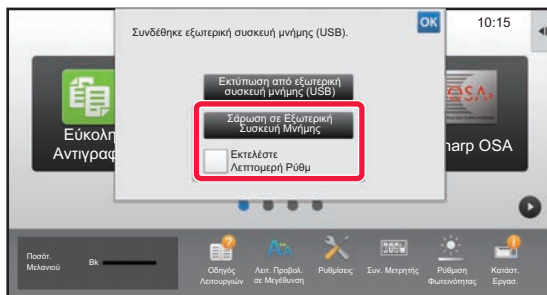 Συνδέθηκε εξωτερική συσκευή μνήμης (USB).
OK
10:15
Εκτύπωση από εξωτερική
συσκευή μνήμης (USB)
Σάρωση σε Εξωτερική
Συσκευή Μνήμης
Εκτελέστε
Λεπτομερή Ρύθμ
Εύκολη
Αντιγραφ
harp OSA
Ποσότ.
Μελανιού
Bk
Οδηγός
Λειτουργιών
Λειτ. Προβολ.
σε Μεγέθυνση
Ρυθμίσεις
Συν. Μετρητής
Ρύθμιση
Φωτεινότητας
Κατάστ.
Εργασ.